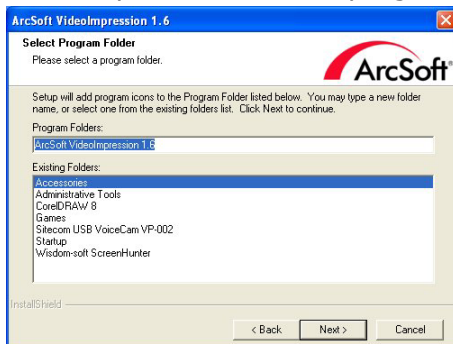 ArcSoft VideoImpression 1.6
Select Program Folder
Please select a program folder.
ArcSoft
Setup will add program icons to the Program Folder listed below. You may type a new folder
name, or select one from the existing folders list. Click Next to continue.
Program Folders:
ArcSoft VideoImpression 1.6
Existing Folders:
Accessories
Administrative Tools
CorelDRAW 8
Games
Sitecom USB VoiceCam VP-002
Startup
Wisdom-soft ScreenHunter
InstallShield
< Back
Next >
Cancel